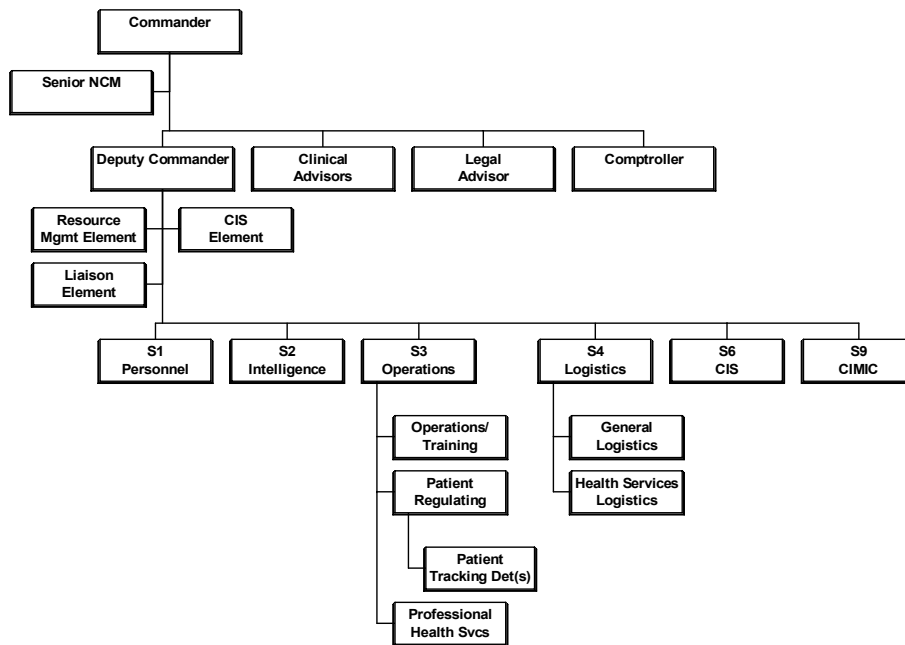 Commander
Senior NCM
Deputy Commander
Clinical
Advisors
Legal
Advisor
Comptroller
Resource
Mgmt Element
CIS
Element
Liaison
Element
S1
Personnel
S2
Intelligence
S3
Operations
S4
Logistics
S6
CIS
S9
CIMIC
Operations/
Training
General
Logistics
Patient
Regulating
Health Services
Logistics
Patient
Tracking Det(s)
Professional
Health Svcs